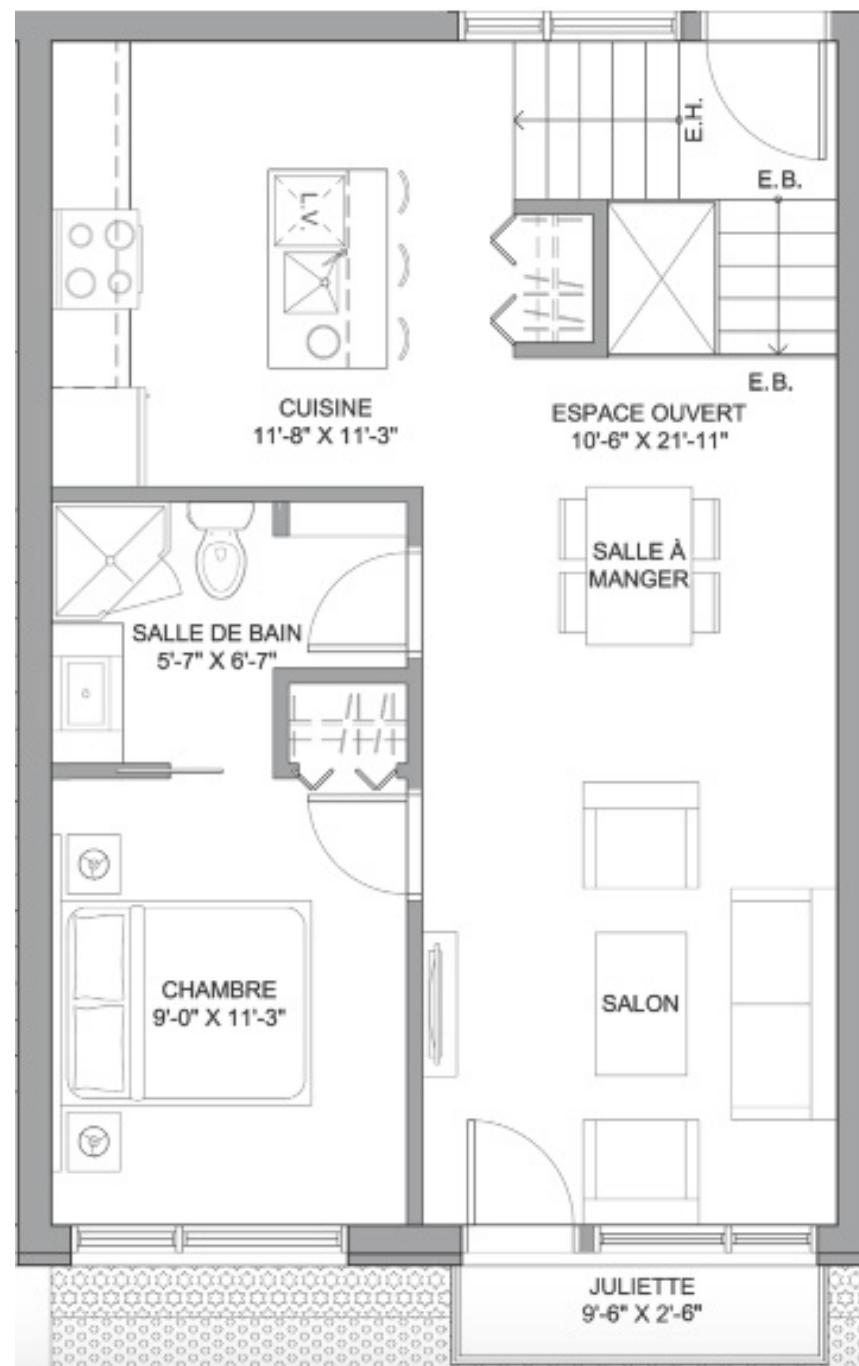 E.H.
E.B.
L.V.
E.B.
CUISINE
11'-8" X 11'-3"
ESPACE OUVERT
10'-6" X 21'-11"
SALLE À
MANGER
SALLE DE BAIN
5'-7" X 6'-7"
CHAMBRE
9'-0" X 11'-3"
SALON
JULIETTE
9'-6" X 2'-6"